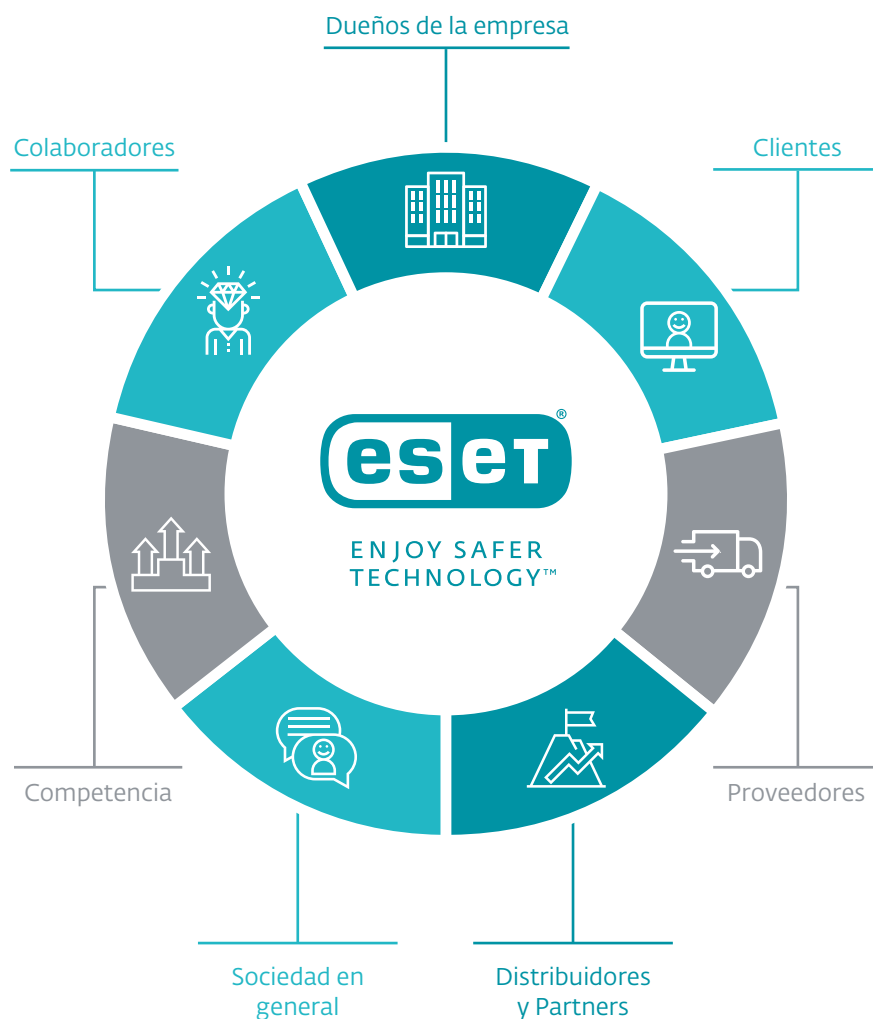 Dueños de la empresa
Colaboradores
Clientes
eset®
ENJOY SAFER
TECHNOLOGY™
Competencia
Proveedores
Sociedad en
general
Distribuidores
y Partners